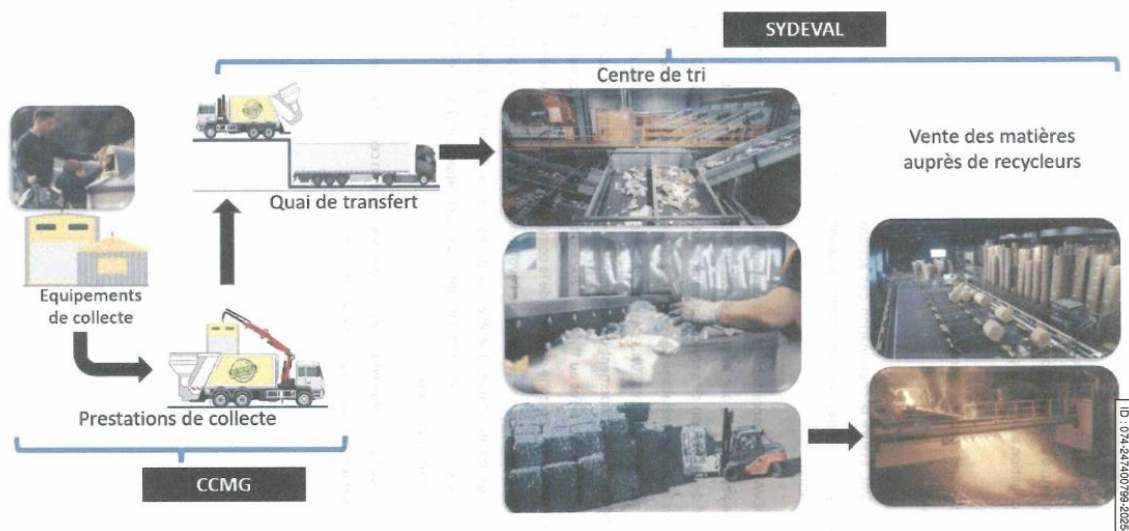 SYDEVAL
Centre de tri
Vente des matières
auprès de recycleurs
Quai de transfert
Equipements
de collecte
Prestations de collecte
CCMG
ID : 074-247400799-2025